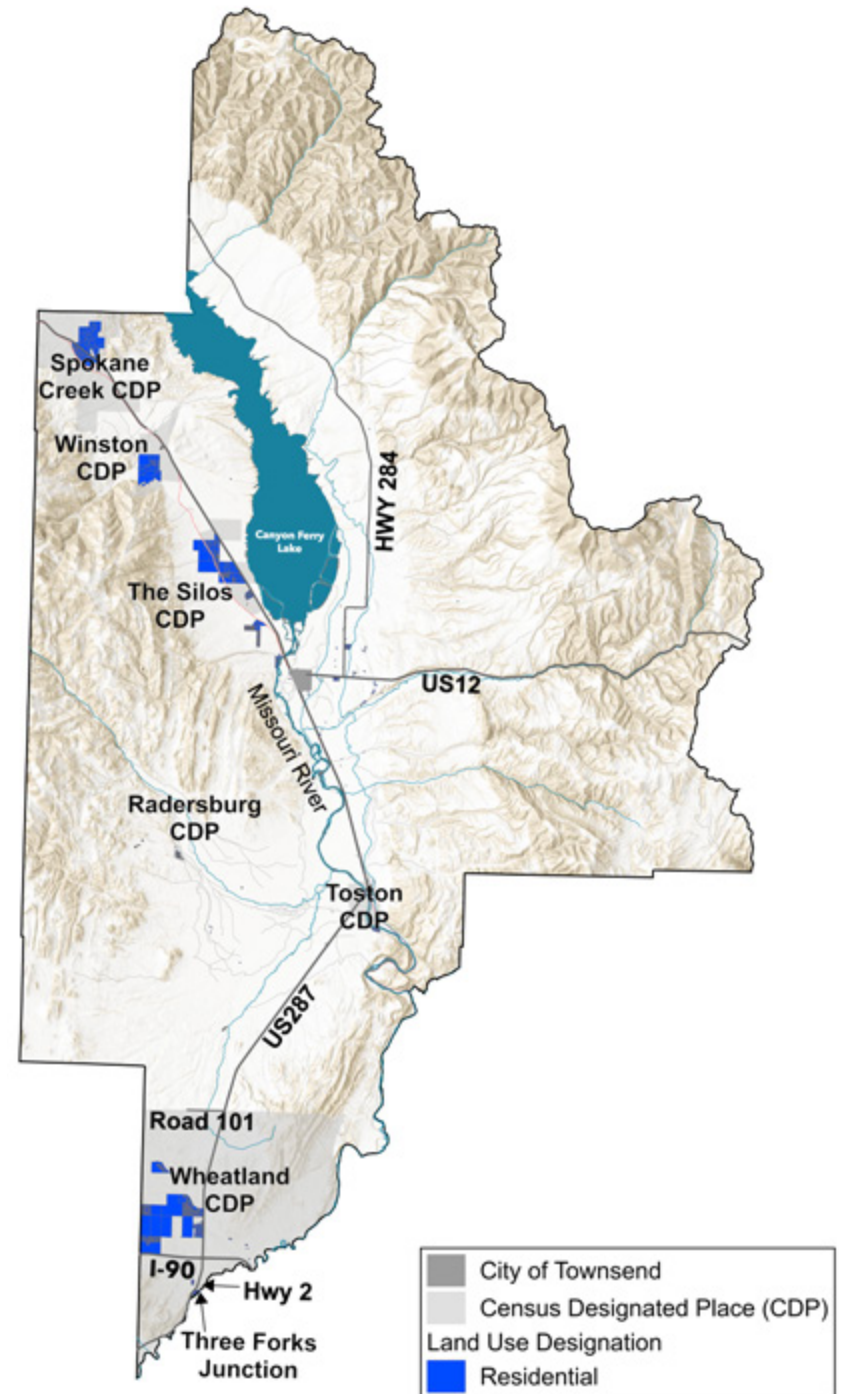 Spokane
Creek CDP
Winston
CDP
HWY 284
Canyon Ferry
Lake
The Silos
CDP
US12
Missouri River
Radersburg
CDP
Toston
CDP
US287
Road 101
Wheatland
CDP
I-90
Hwy 2
Three Forks
Junction
City of Townsend
Census Designated Place (CDP)
Land Use Designation
Residential